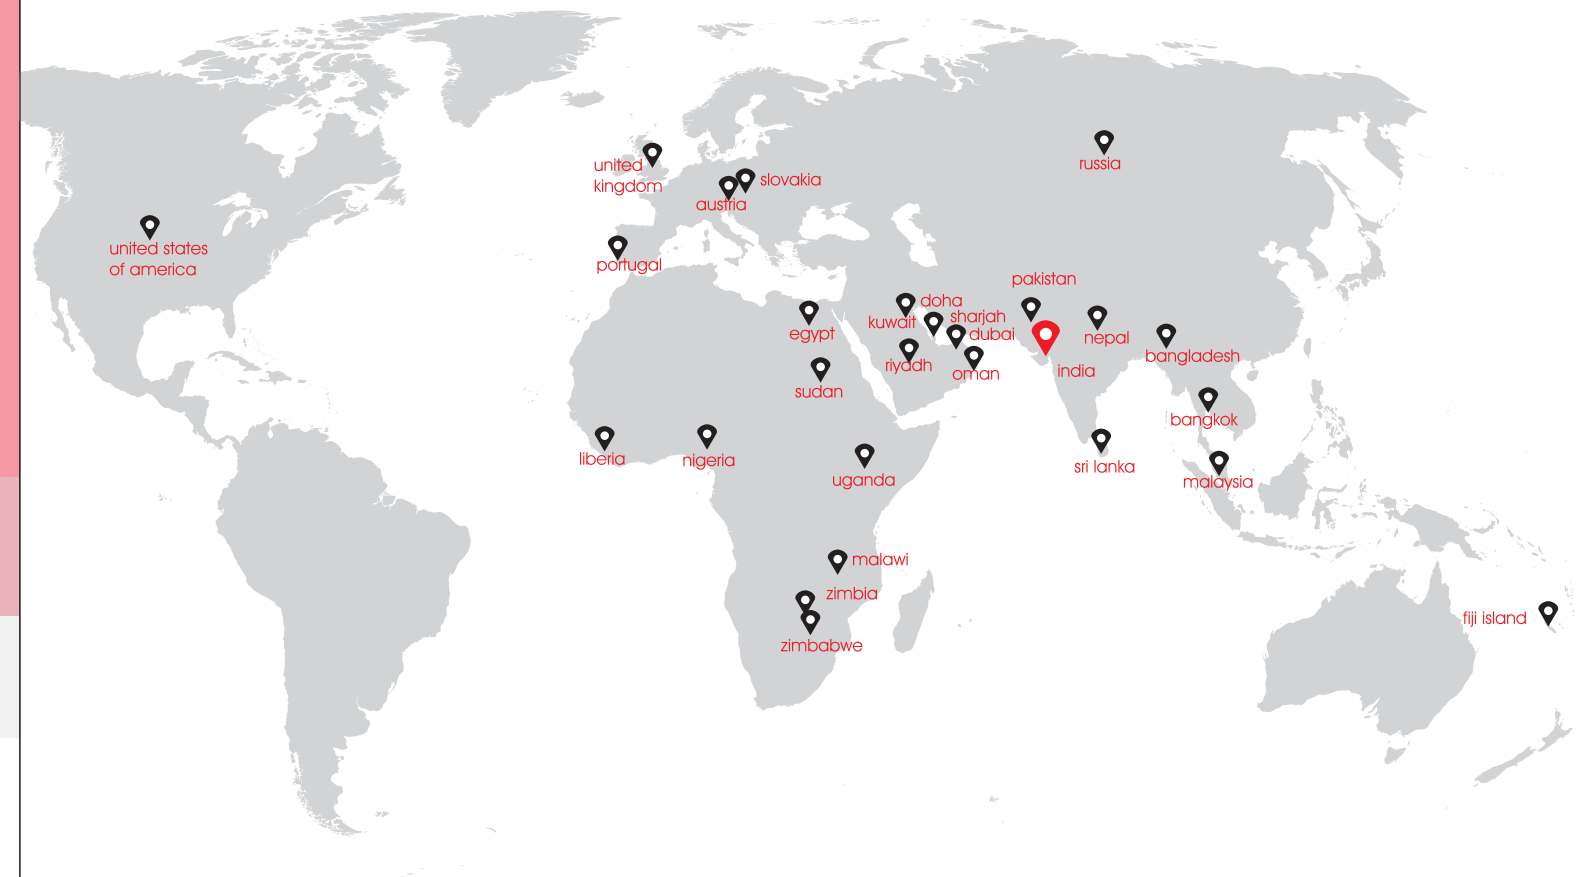 russia
united
kingdom
slovakia
austria
united states
of america
portugal
pakistan
doha
kuwait
sharjah
dubai
egypt
nepal
bangladesh
riyadh
oman
india
sudan
bangkok
liberia
nigeria
sri lanka
uganda
malaysia
malawi
zimbia
fiji island
zimbabwe